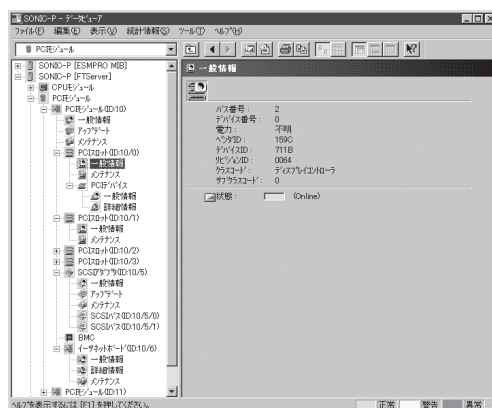 SONIC-P - ﾃﾞｰﾀﾋﾞｭｰｱ
ﾌｧｲﾙ(F) 編集(E) 表示(V) 統計情報(S) ﾂｰﾙ(T) ﾍﾙﾌﾟ(H)
PCIﾓｼﾞｭｰﾙ
SONIC-P [ESMPRO MIB]
SONIC-P [FTServer]
CPUﾓｼﾞｭｰﾙ
PCIﾓｼﾞｭｰﾙ
PCIﾓｼﾞｭｰﾙ(ID:10)
一般情報
ｱｯﾌﾟﾃﾞｰﾄ
ﾒﾝﾃﾅﾝｽ
PCIｽﾛｯﾄ(ID:10/0)
一般情報
ﾒﾝﾃﾅﾝｽ
PCIﾃﾞﾊﾞｲｽ
一般情報
詳細情報
PCIｽﾛｯﾄ(ID:10/1)
一般情報
ﾒﾝﾃﾅﾝｽ
PCIｽﾛｯﾄ(ID:10/2)
PCIｽﾛｯﾄ(ID:10/3)
SCSIｱﾀﾞﾌﾟﾀ(ID:10/5)
一般情報
ｱｯﾌﾟﾃﾞｰﾄ
ﾒﾝﾃﾅﾝｽ
SCSIﾊﾞｽ(ID:10/5/0)
SCSIﾊﾞｽ(ID:10/5/1)
BMC
ｲｰｻﾈｯﾄﾎﾞｰﾄﾞ(ID:10/6)
一般情報
詳細情報
ﾒﾝﾃﾅﾝｽ
PCIﾓｼﾞｭｰﾙ(ID:11)
一般情報
ﾊﾞｽ番号: 2
ﾃﾞﾊﾞｲｽ番号: 0
電力: 不明
ﾍﾞﾝﾀﾞID: 159C
ﾃﾞﾊﾞｲｽID: 711B
ﾘﾋﾞｼﾞｮﾝID: 0064
ｸﾗｽｺｰﾄﾞ: ﾃﾞｨｽﾌﾟﾚｲｺﾝﾄﾛｰﾗ
ｻﾌﾞｸﾗｽｺｰﾄﾞ: 0
状態: (Online)
ﾍﾙﾌﾟを表示するには [F1] を押してください。
正常 警告 異常